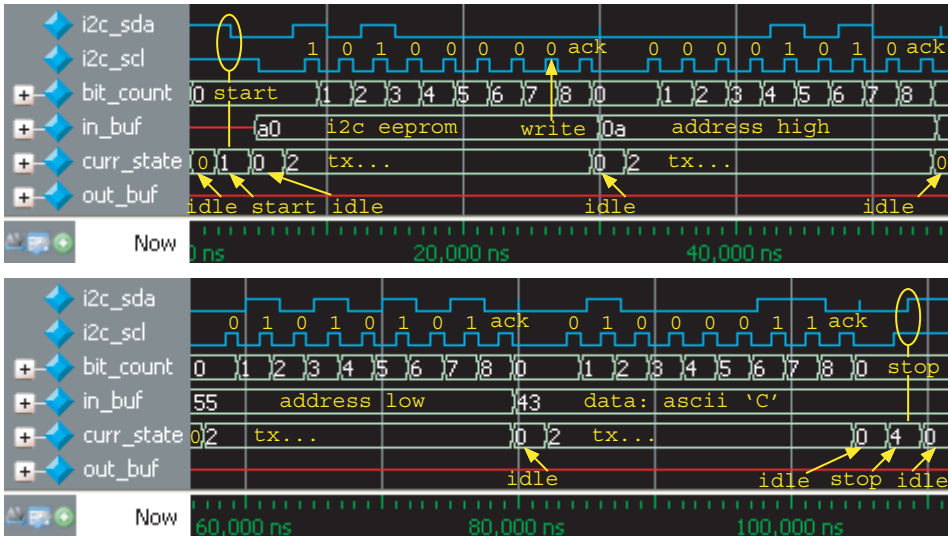 i2c_sda
i2c_scl 1 0 1 0 0 0 0 0 ack 0 0 0 0 1 0 1 0 ack
bit_count 0 start 1 2 3 4 5 6 7 8 0 1 2 3 4 5 6 7 8
in_buf a0 i2c eeprom write 0a address high
curr_state 0 1 0 2 tx... 0 2 tx... 0
out_buf
idle start idle idle idle
Now 0 ns 20,000 ns 40,000 ns
i2c_sda
i2c_scl 0 1 0 1 0 1 0 1 ack 0 1 0 0 0 0 1 1 ack
bit_count 0 1 2 3 4 5 6 7 8 0 1 2 3 4 5 6 7 8 0 stop
in_buf 55 address low 43 data: ascii ‘C’
curr_state 0 2 tx... 0 2 tx... 0 4 0
out_buf idle idle stop idle
Now 60,000 ns 80,000 ns 100,000 ns